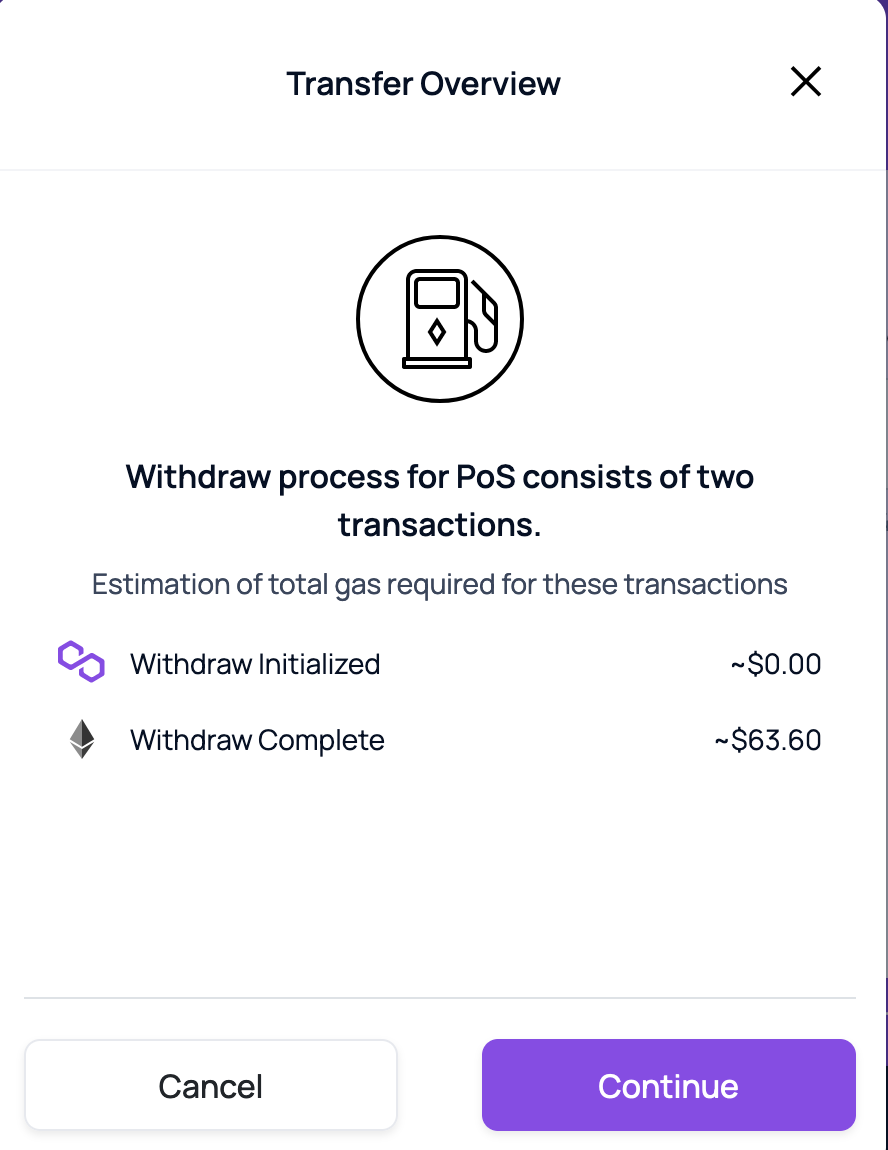 Transfer Overview
Withdraw process for PoS consists of two
transactions.
Estimation of total gas required for these transactions
Withdraw Initialized ~$0.00
Withdraw Complete ~$63.60
Cancel Continue